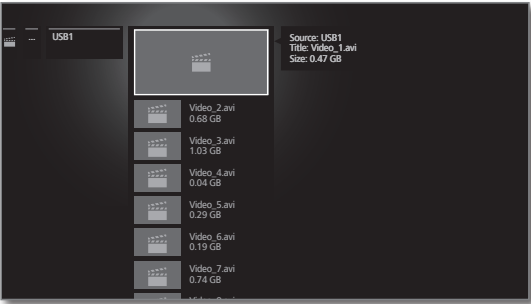 ...
USB1
Source: USB1
Title: Video_1.avi
Size: 0.47 GB
Video_2.avi
0.68 GB
Video_3.avi
1.03 GB
Video_4.avi
0.04 GB
Video_5.avi
0.29 GB
Video_6.avi
0.19 GB
Video_7.avi
0.74 GB